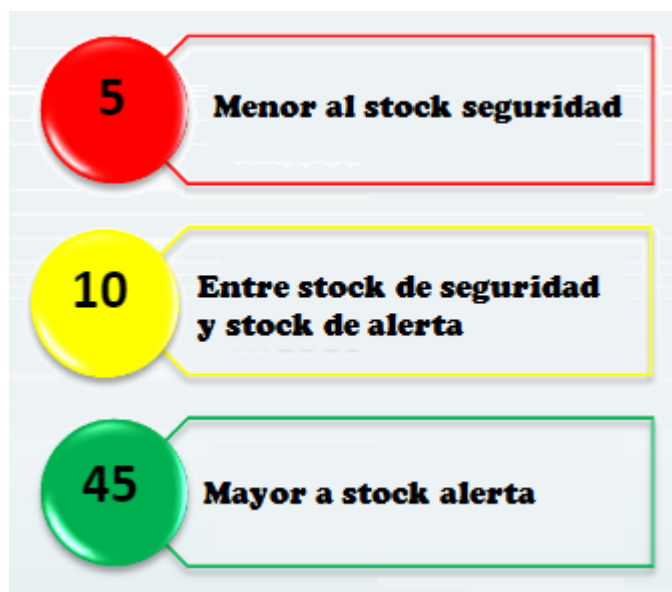 5
Menor al stock seguridad
10
Entre stock de seguridad
y stock de alerta
45
Mayor a stock alerta